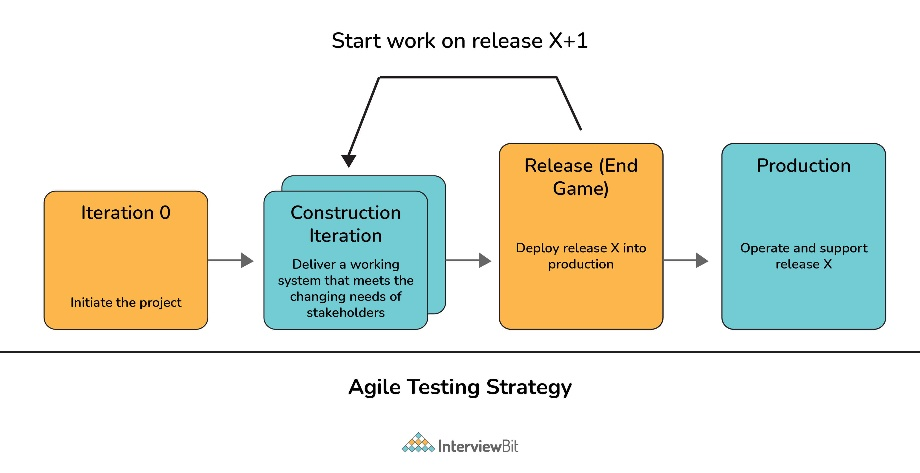 Start work on release X+1
Iteration 0
Initiate the project
Construction
Iteration
Deliver a working
system that meets the
changing needs of
stakeholders
Release (End
Game)
Deploy release X into
production
Production
Operate and support
release X
Agile Testing Strategy
InterviewBit